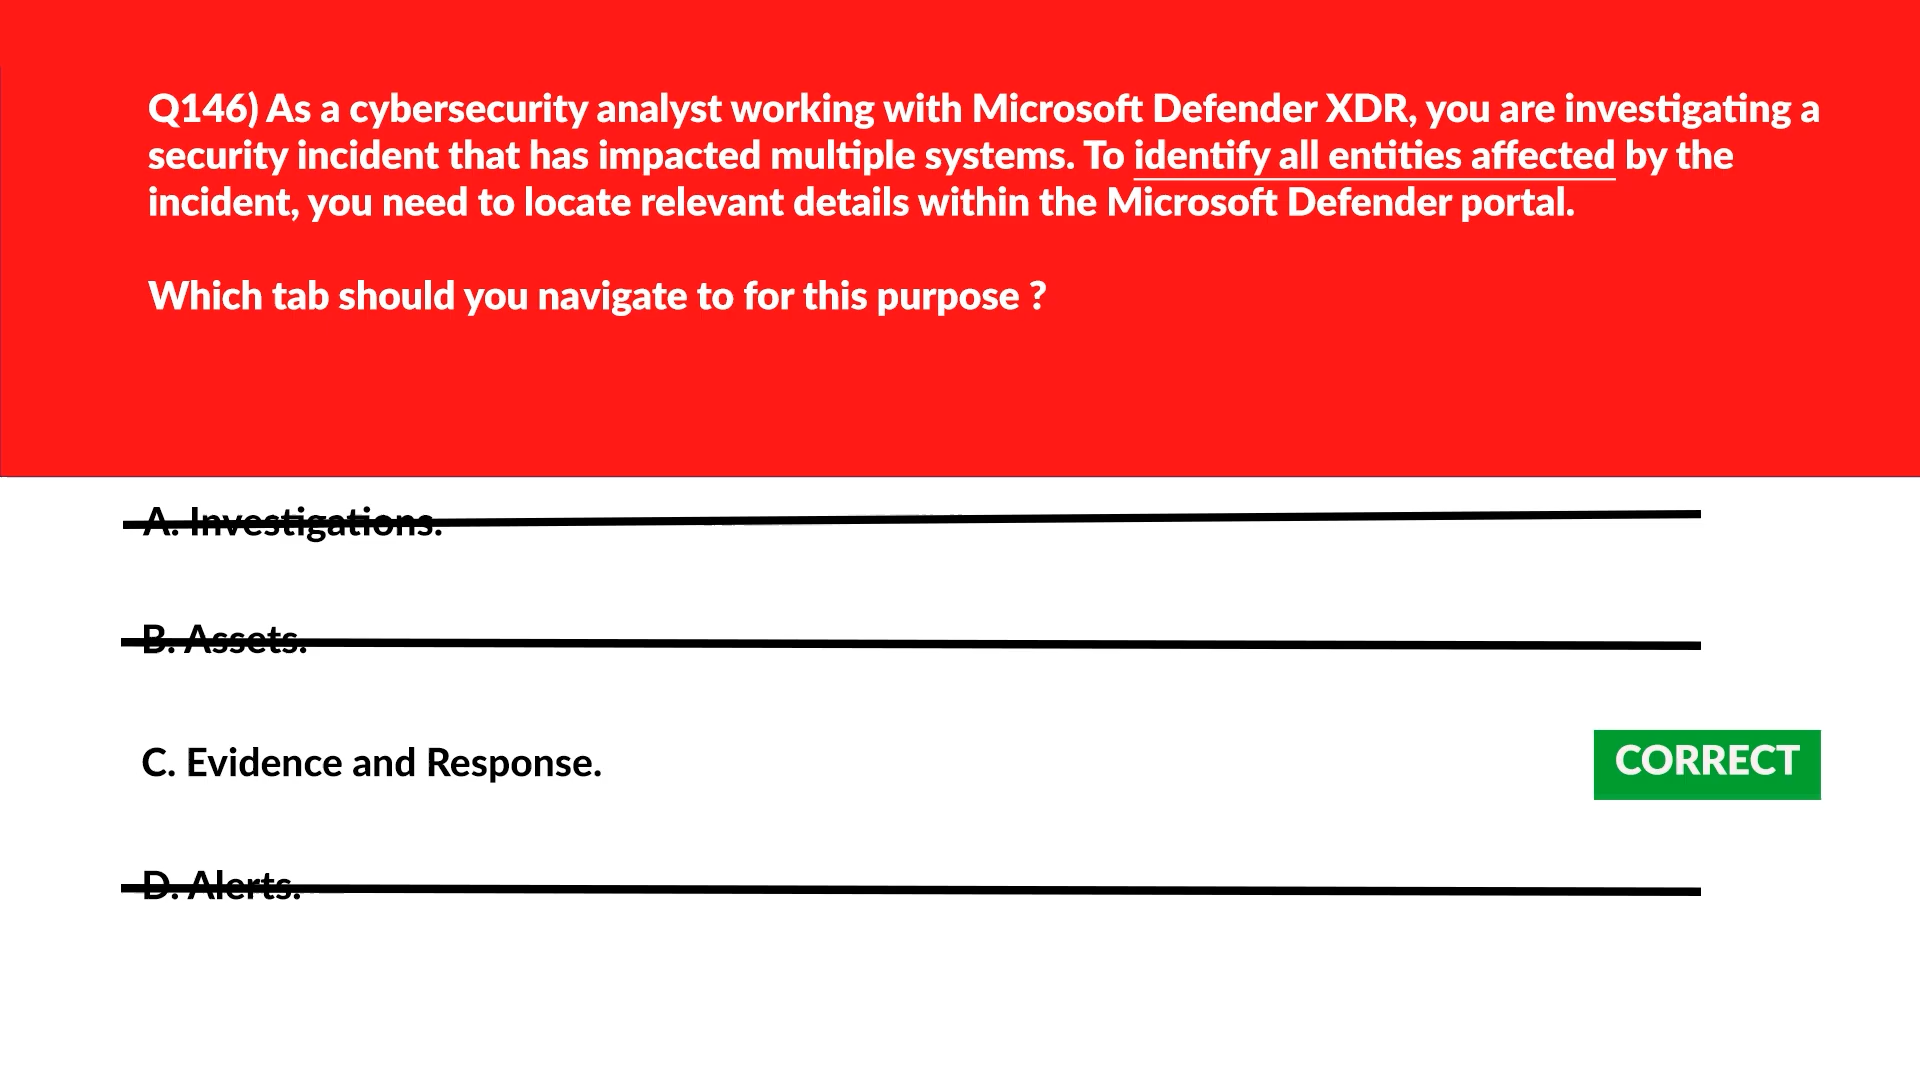 Q146) As a cybersecurity analyst working with Microsoft Defender XDR, you are investigating a
security incident that has impacted multiple systems. To identify all entities affected by the
incident, you need to locate relevant details within the Microsoft Defender portal.
Which tab should you navigate to for this purpose ?
A. Investigations.
B. Assets.
C. Evidence and Response.
CORRECT
D. Alerts.